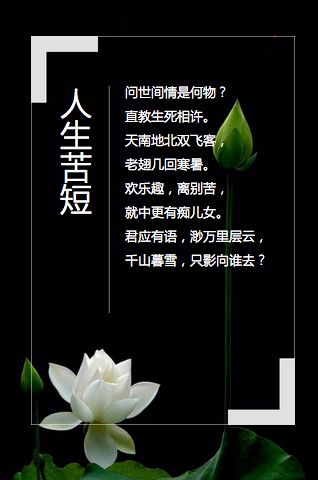 人生苦短
问世间情是何物？
直教生死相许。
天南地北双飞客，
老翅几回寒暑。
欢乐趣，离别苦，
就中更有痴儿女。
君应有语，渺万里层云，
千山暮雪，只影向谁去？